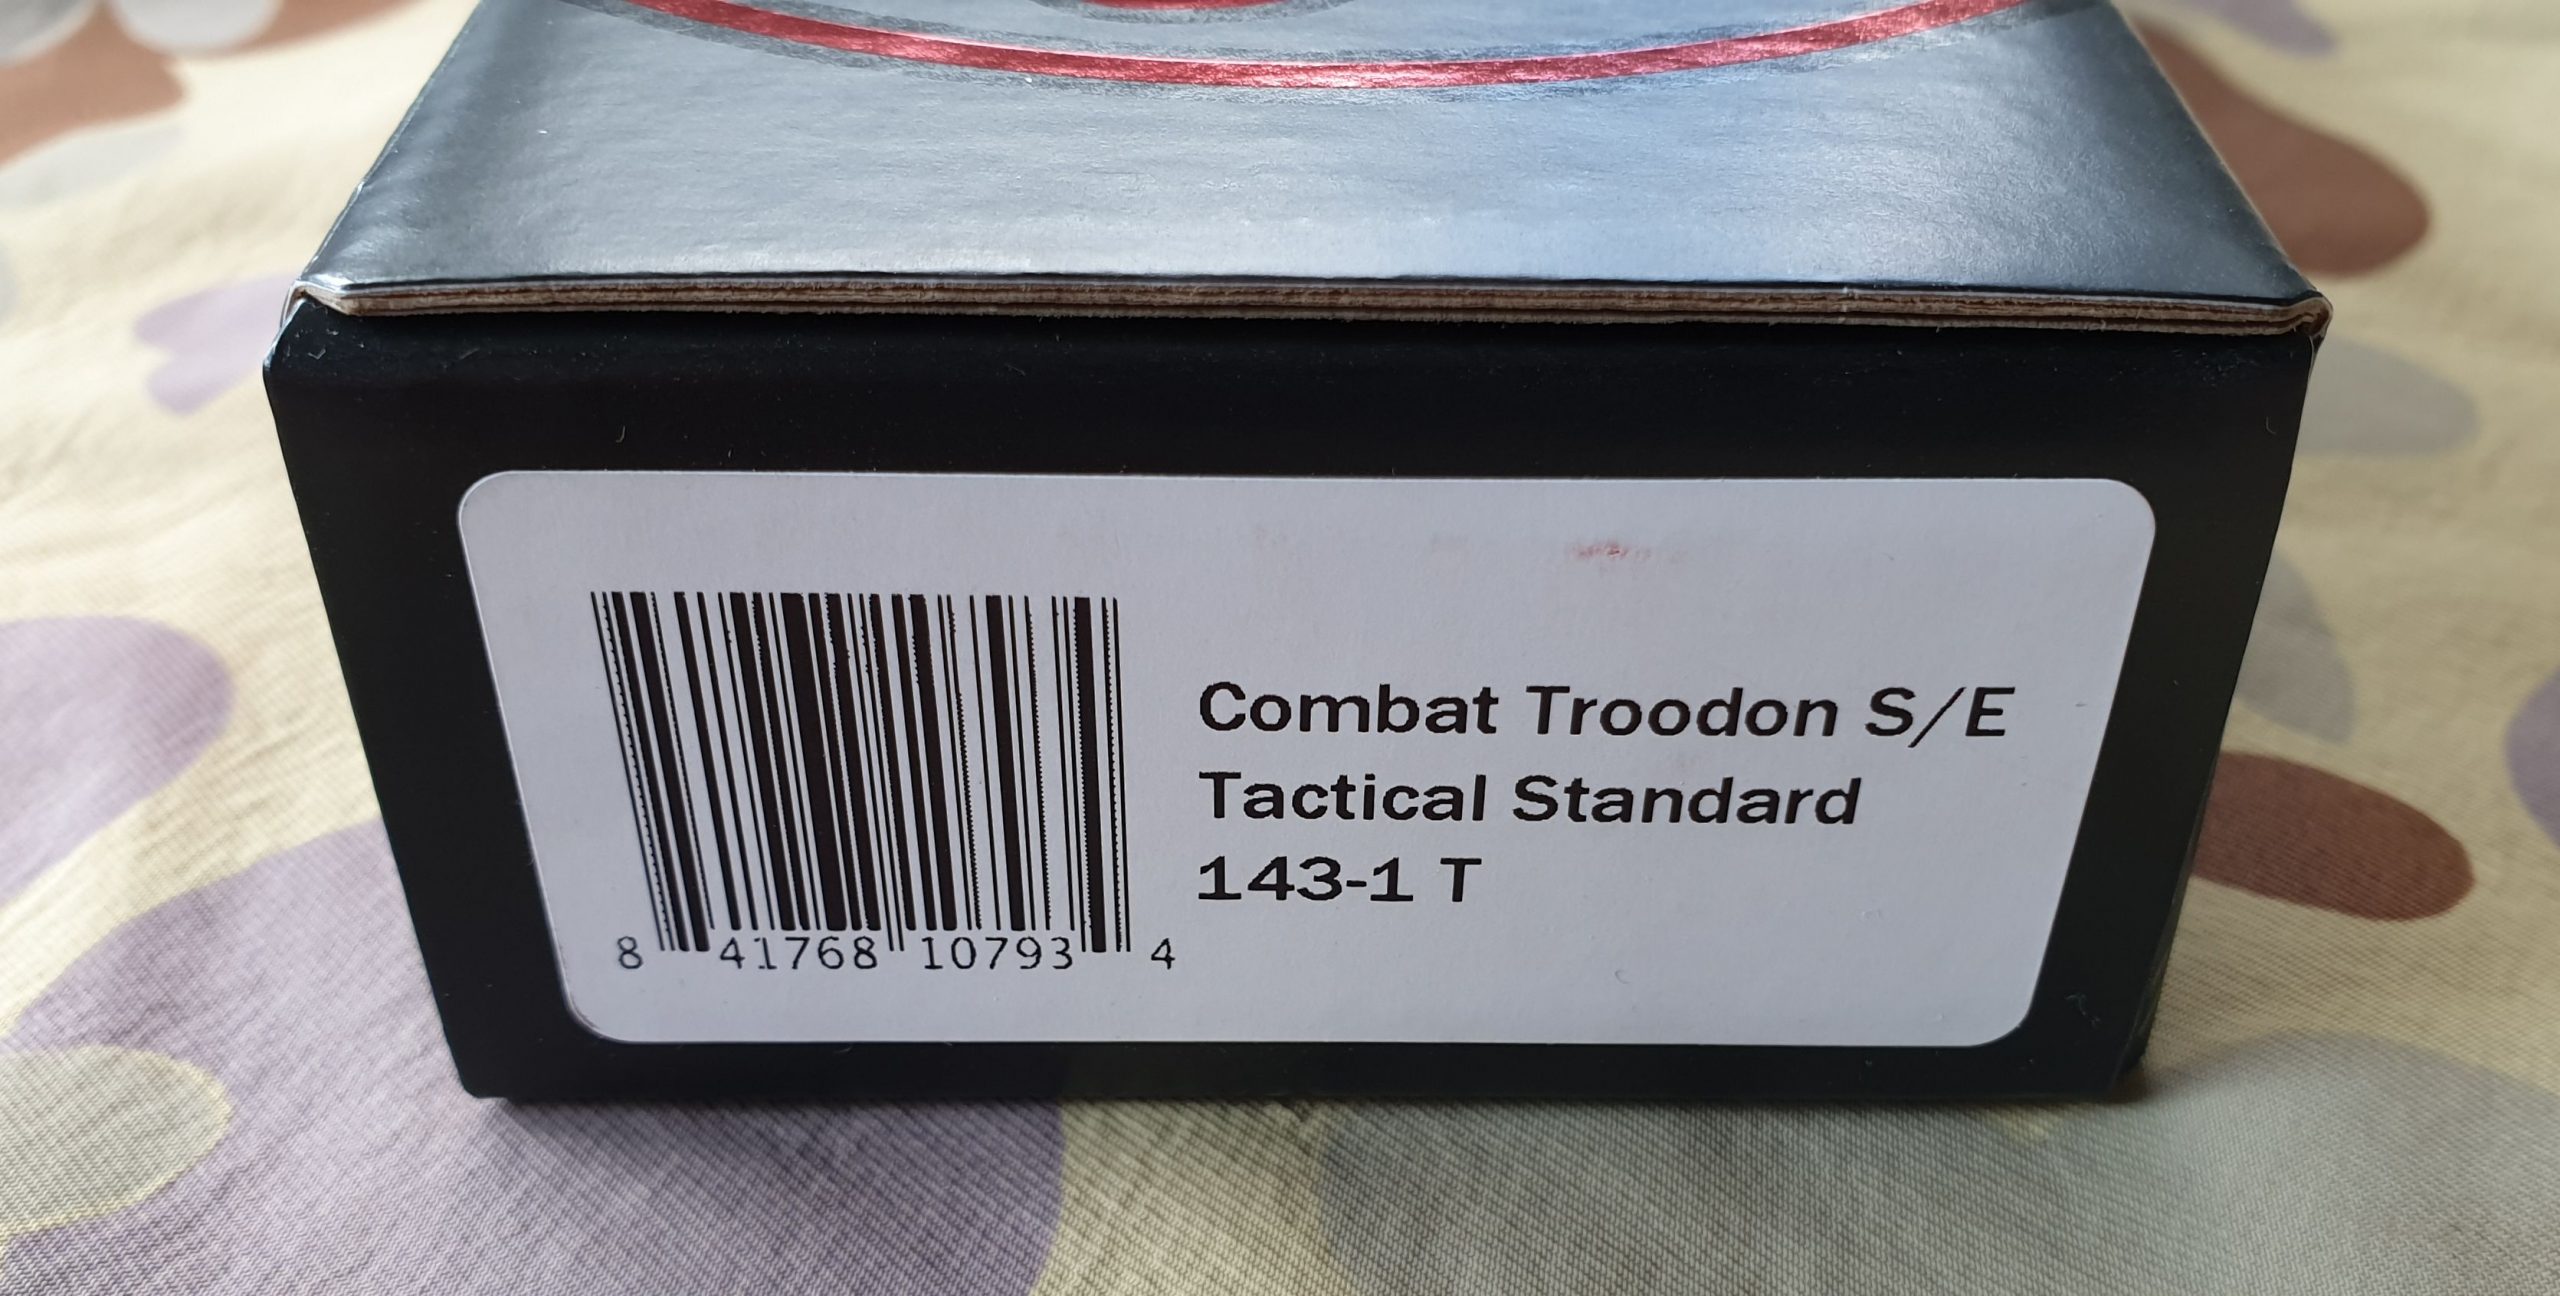 Combat Troodon S/E
Tactical Standard
143-1 T
8 41768 10793 4